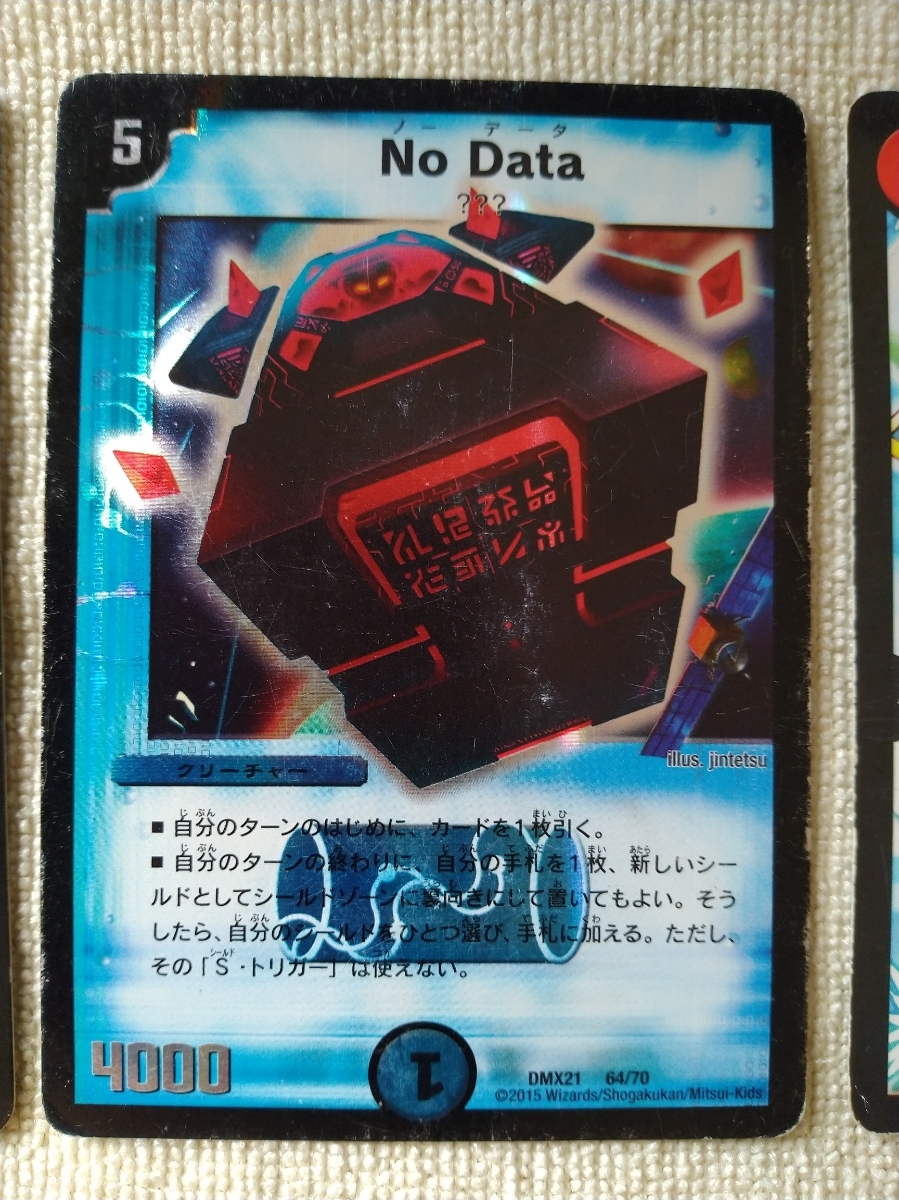 5
ノー データ
No Data
???
illus. jintetsu
クリーチャー
■ 自分のターンのはじめに、カードを1枚引く。
■ 自分のターンの終わりに、自分の手札を1枚、新しいシー
ルドとしてシールドゾーンに裏向きにして置いてもよい。そう
したら、自分のシールドをひとつ選び、手札に加える。ただし、
その「S・トリガー」は使えない。
4000
1
DMX21 64/70
©2015 Wizards/Shogakukan/Mitsui-Kids